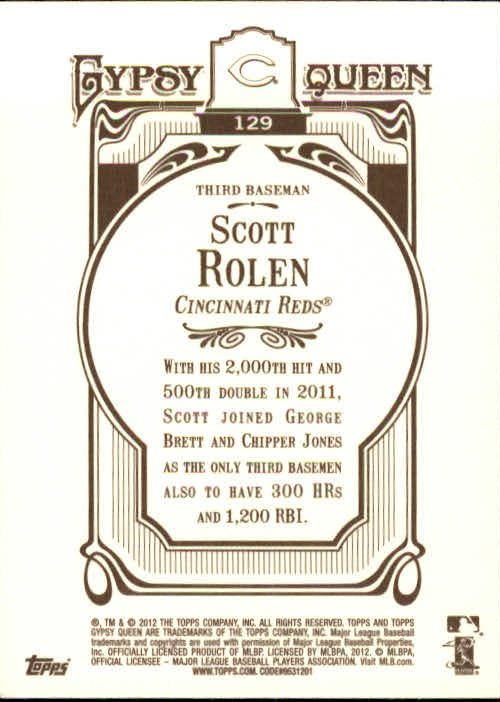 GYPSY C QUEEN
129
THIRD BASEMAN
SCOTT
ROLEN
CINCINNATI REDS®
WITH HIS 2,000TH HIT AND
500TH DOUBLE IN 2011,
SCOTT JOINED GEORGE
BRETT AND CHIPPER JONES
AS THE ONLY THIRD BASEMEN
ALSO TO HAVE 300 HRS
AND 1,200 RBI.
®, TM & © 2012 THE TOPPS COMPANY, INC. ALL RIGHTS RESERVED. TOPPS AND TOPPS
GYPSY QUEEN ARE TRADEMARKS OF THE TOPPS COMPANY, INC. Major League Baseball
trademarks and copyrights are used with permission of Major League Baseball Properties,
Inc. OFFICIALLY LICENSED PRODUCT OF MLBP. LICENSED BY MLBPA, 2012. © MLBPA,
OFFICIAL LICENSEE – MAJOR LEAGUE BASEBALL PLAYERS ASSOCIATION. Visit MLB.com.
WWW.TOPPS.COM. CODE#9631201
Topps